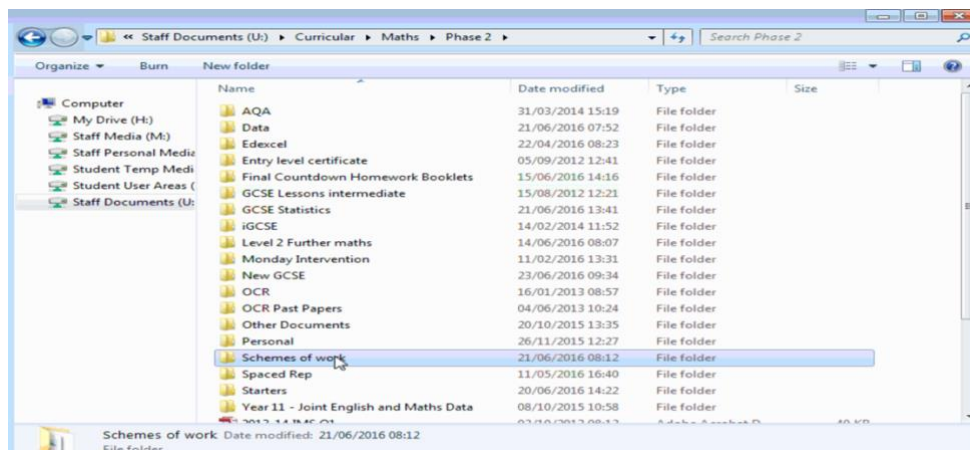 « Staff Documents (U:) ▸ Curricular ▸ Maths ▸ Phase 2 ▸ Search Phase 2
Organize Burn New folder
Name Date modified Type Size
Computer
My Drive (H:)
Staff Media (M:)
Staff Personal Media
Student Temp Medi
Student User Areas (
Staff Documents (U:
AQA 31/03/2014 15:19 File folder
Data 21/06/2016 07:52 File folder
Edexcel 22/04/2016 08:23 File folder
Entry level certificate 05/09/2012 12:41 File folder
Final Countdown Homework Booklets 15/06/2016 14:16 File folder
GCSE Lessons intermediate 15/08/2012 12:21 File folder
GCSE Statistics 21/06/2016 13:41 File folder
iGCSE 14/02/2014 11:52 File folder
Level 2 Further maths 14/06/2016 08:07 File folder
Monday Intervention 11/02/2016 13:31 File folder
New GCSE 23/06/2016 09:34 File folder
OCR 16/01/2013 08:57 File folder
OCR Past Papers 04/06/2013 10:24 File folder
Other Documents 20/10/2015 13:35 File folder
Personal 26/11/2015 12:27 File folder
Schemes of work 21/06/2016 08:12 File folder
Spaced Rep 11/05/2016 16:40 File folder
Starters 20/06/2016 14:22 File folder
Year 11 - Joint English and Maths Data 08/10/2015 10:58 File folder
Schemes of work Date modified: 21/06/2016 08:12
File folder